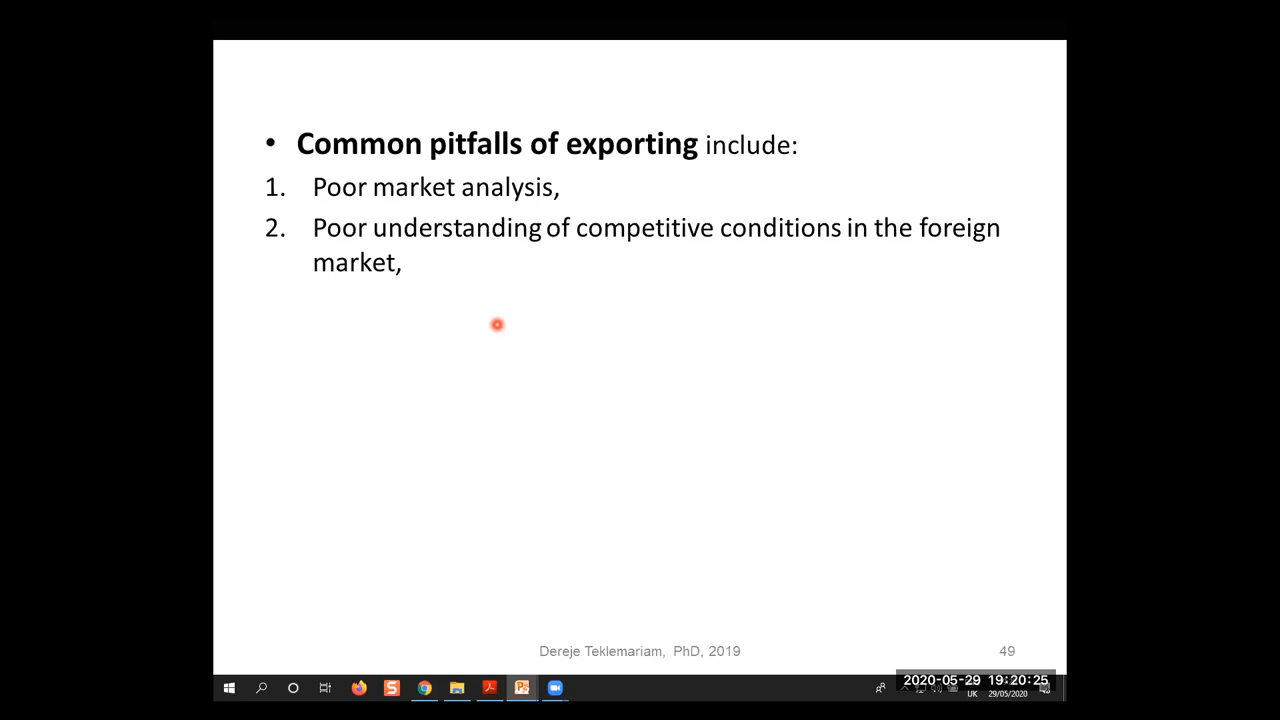 • Common pitfalls of exporting include:
1. Poor market analysis,
2. Poor understanding of competitive conditions in the foreign
market,
Dereje Teklemariam, PhD, 2019
49
2020-05-29 19:20:25
UK
29/05/2020